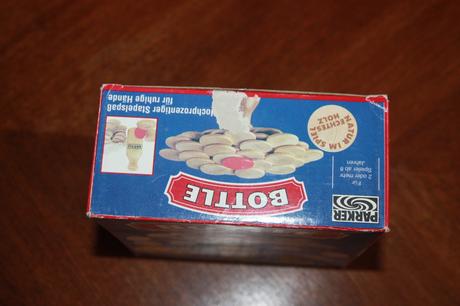 PARKER
BOTTLE
Für
2 oder mehr
Spieler ab 8
Jahren
NATUR IM SPIEL
ECHTES
HOLZ
Hochprozentiger Stapelspaß
für ruhige Hände